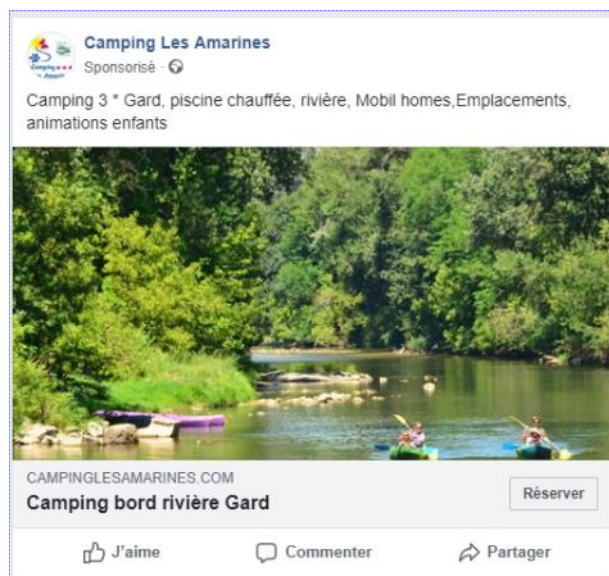 Camping Les Amarines
Sponsorisé ·
Camping 3 * Gard, piscine chauffée, rivière, Mobil homes,Emplacements,
animations enfants
CAMPINGLESAMARINES.COM
Camping bord rivière Gard
Réserver
J'aime
Commenter
Partager